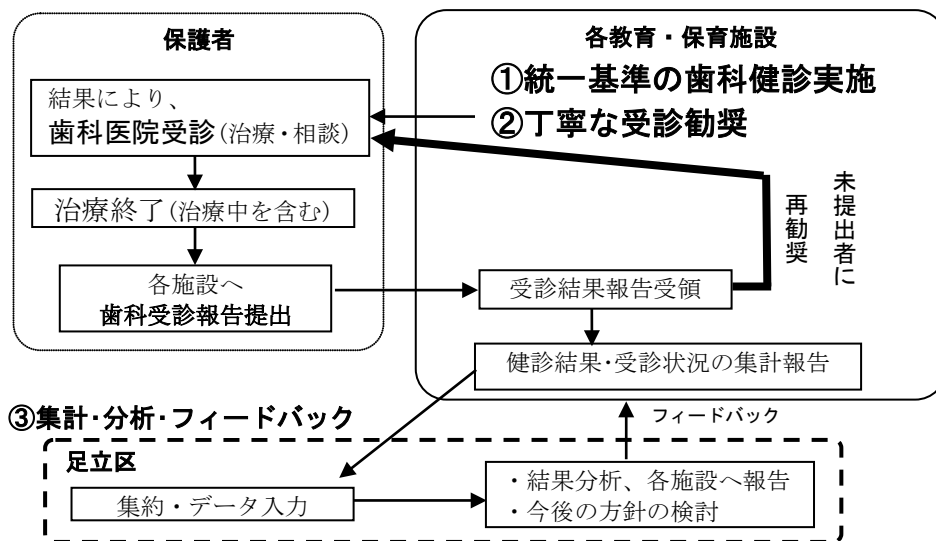 保護者
結果により、
歯科医院受診(治療・相談)
治療終了(治療中を含む)
各施設へ
歯科受診報告提出
各教育・保育施設
①統一基準の歯科健診実施
②丁寧な受診勧奨
未提出者に
再勧奨
受診結果報告受領
健診結果・受診状況の集計報告
③集計・分析・フィードバック
フィードバック
足立区
集約・データ入力
・結果分析、各施設へ報告
・今後の方針の検討